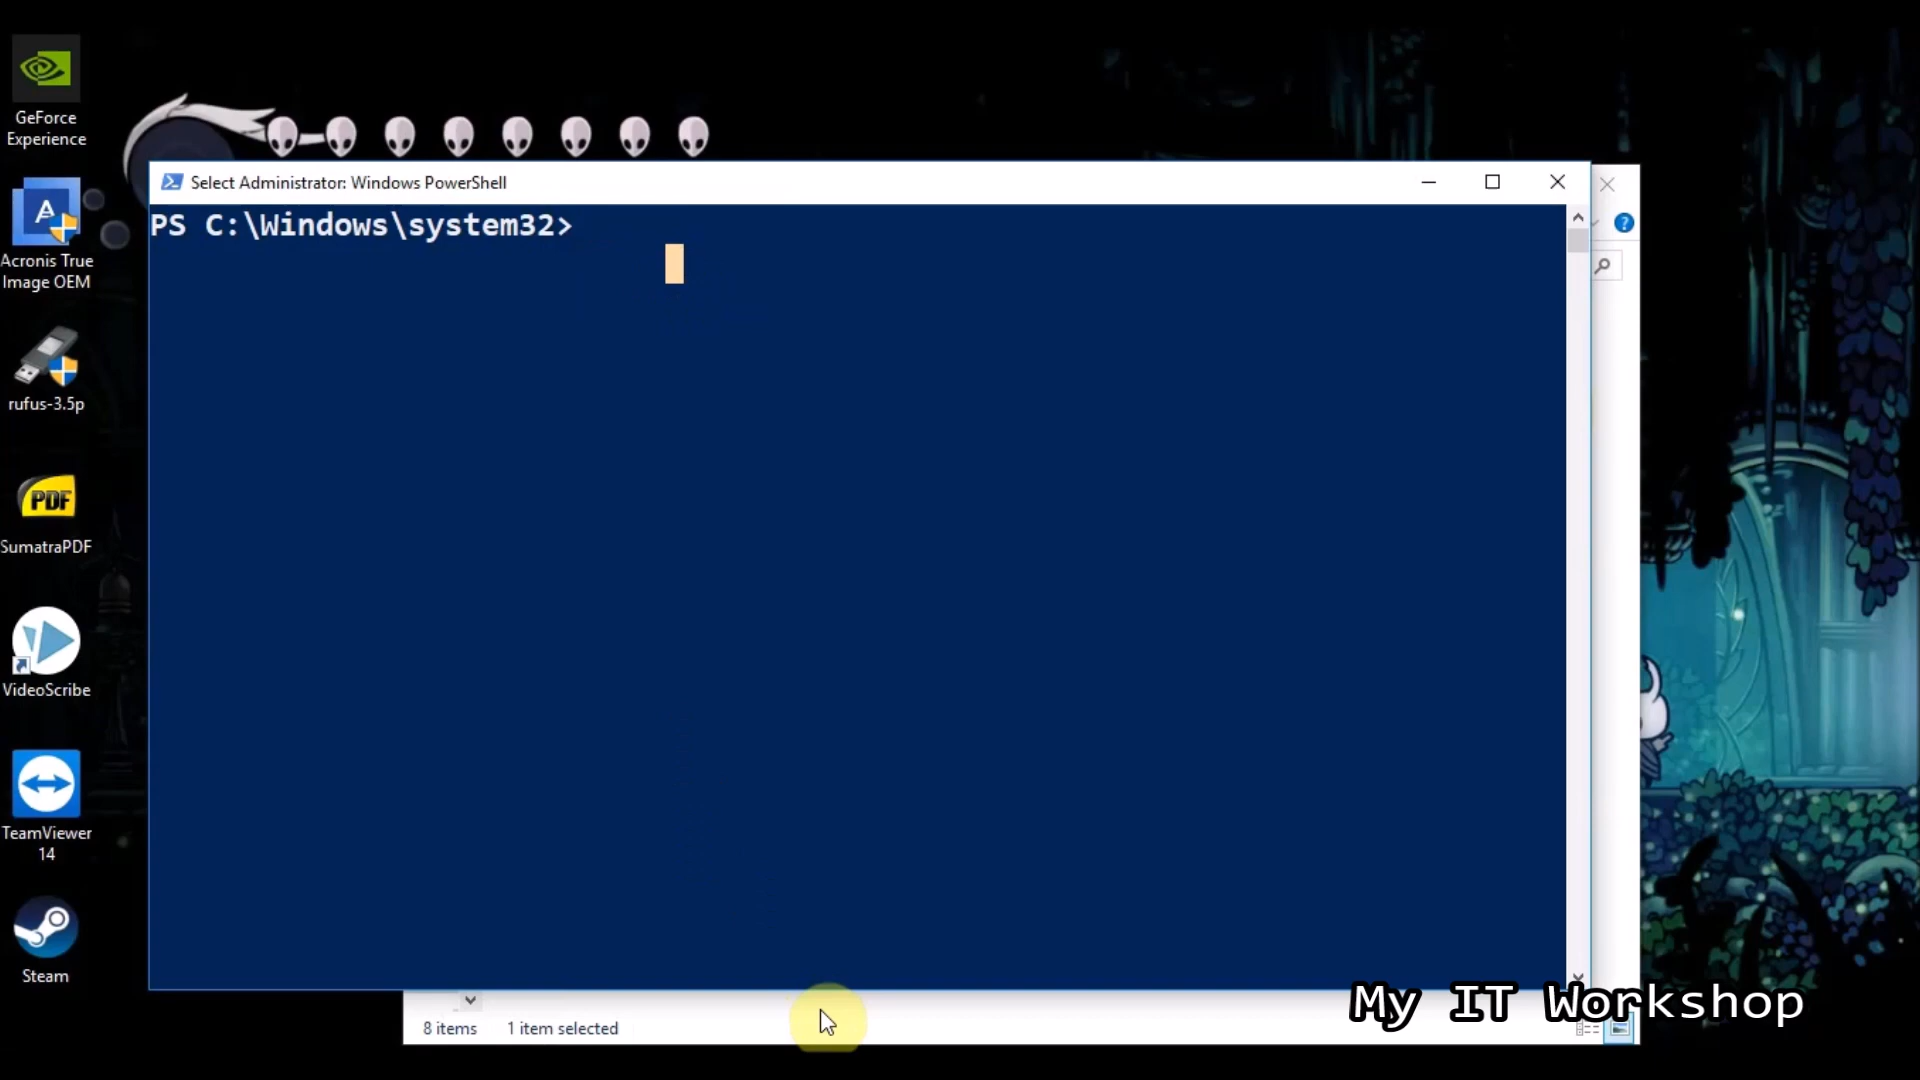 GeForce
Experience
Acronis True
Image OEM
rufus-3.5p
PDF
SumatraPDF
VideoScribe
TeamViewer
14
Steam
Select Administrator: Windows PowerShell
PS C:\Windows\system32>
8 items
1 item selected
My IT Workshop